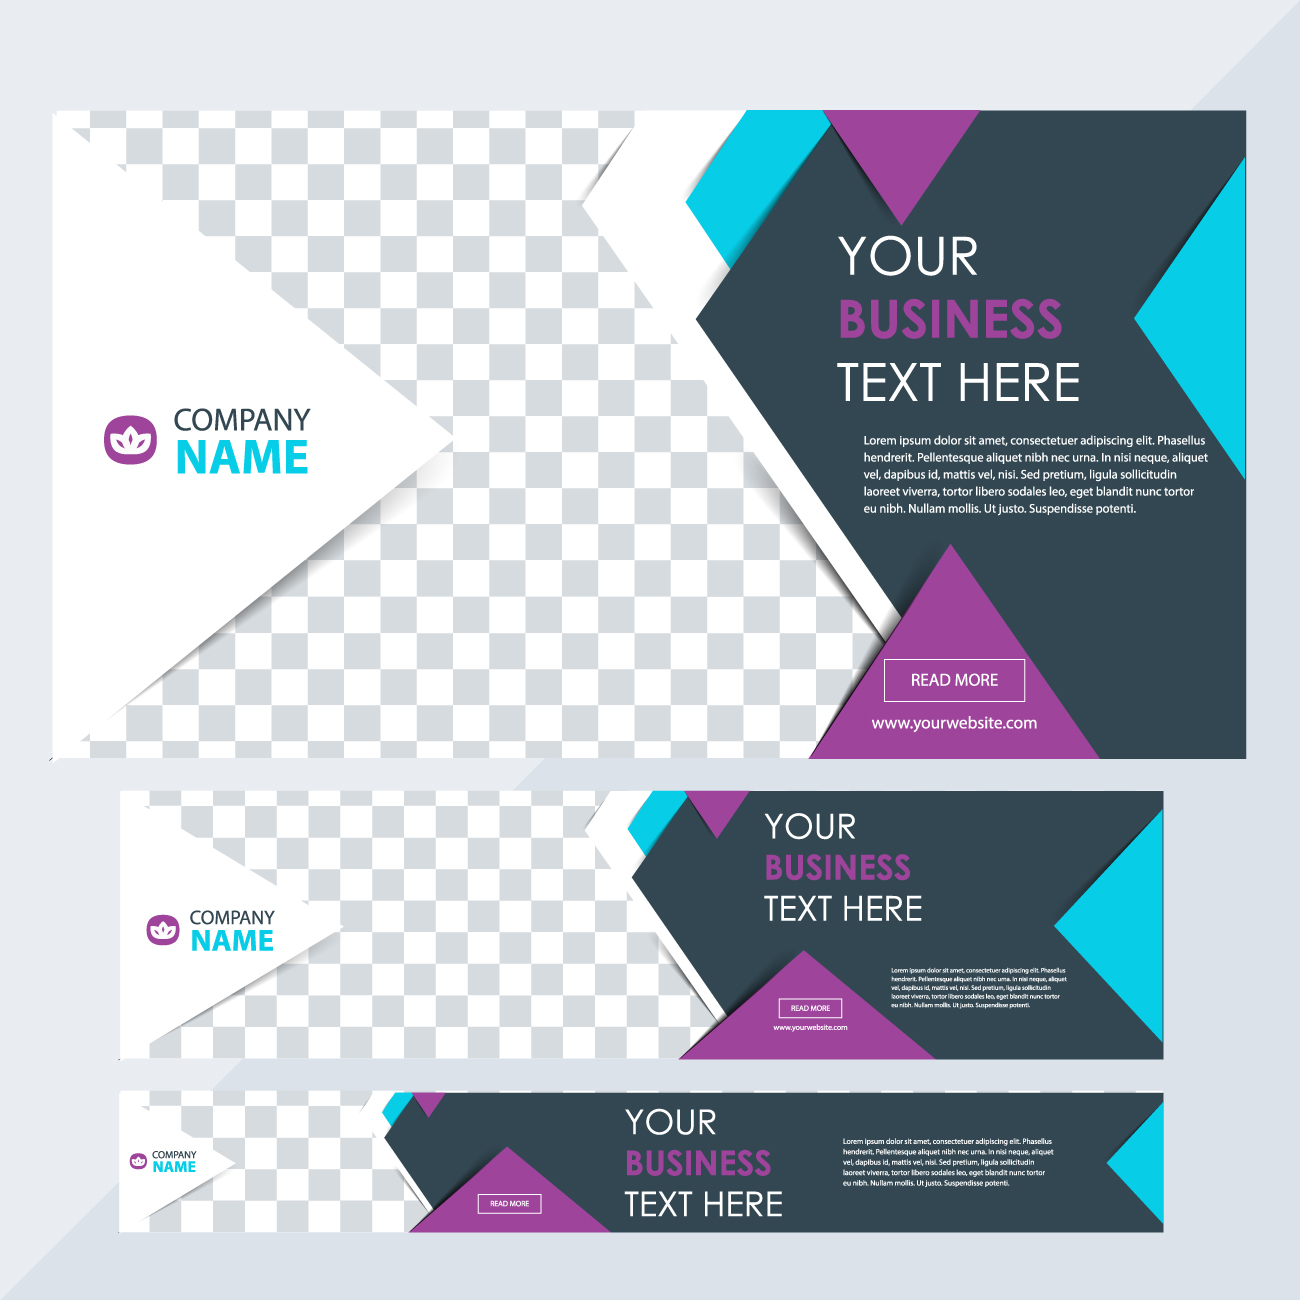 COMPANY
NAME
YOUR
BUSINESS
TEXT HERE
Lorem ipsum dolor sit amet, consectetuer adipiscing elit. Phasellus
hendrerit. Pellentesque aliquet nibh nec urna. In nisi neque, aliquet
vel, dapibus id, mattis vel, nisi. Sed pretium, ligula sollicitudin
laoreet viverra, tortor libero sodales leo, eget blandit nunc tortor
eu nibh. Nullam mollis. Ut justo. Suspendisse potenti.
READ MORE
www.yourwebsite.com
COMPANY
NAME
YOUR
BUSINESS
TEXT HERE
Lorem ipsum dolor sit amet, consectetuer adipiscing elit. Phasellus
hendrerit. Pellentesque aliquet nibh nec urna. In nisi neque, aliquet
vel, dapibus id, mattis vel, nisi. Sed pretium, ligula sollicitudin
laoreet viverra, tortor libero sodales leo, eget blandit nunc tortor
eu nibh. Nullam mollis. Ut justo. Suspendisse potenti.
READ MORE
www.yourwebsite.com
COMPANY
NAME
READ MORE
YOUR
BUSINESS
TEXT HERE
Lorem ipsum dolor sit amet, consectetuer adipiscing elit. Phasellus
hendrerit. Pellentesque aliquet nibh nec urna. In nisi neque, aliquet
vel, dapibus id, mattis vel, nisi. Sed pretium, ligula sollicitudin
laoreet viverra, tortor libero sodales leo, eget blandit nunc tortor
eu nibh. Nullam mollis. Ut justo. Suspendisse potenti.